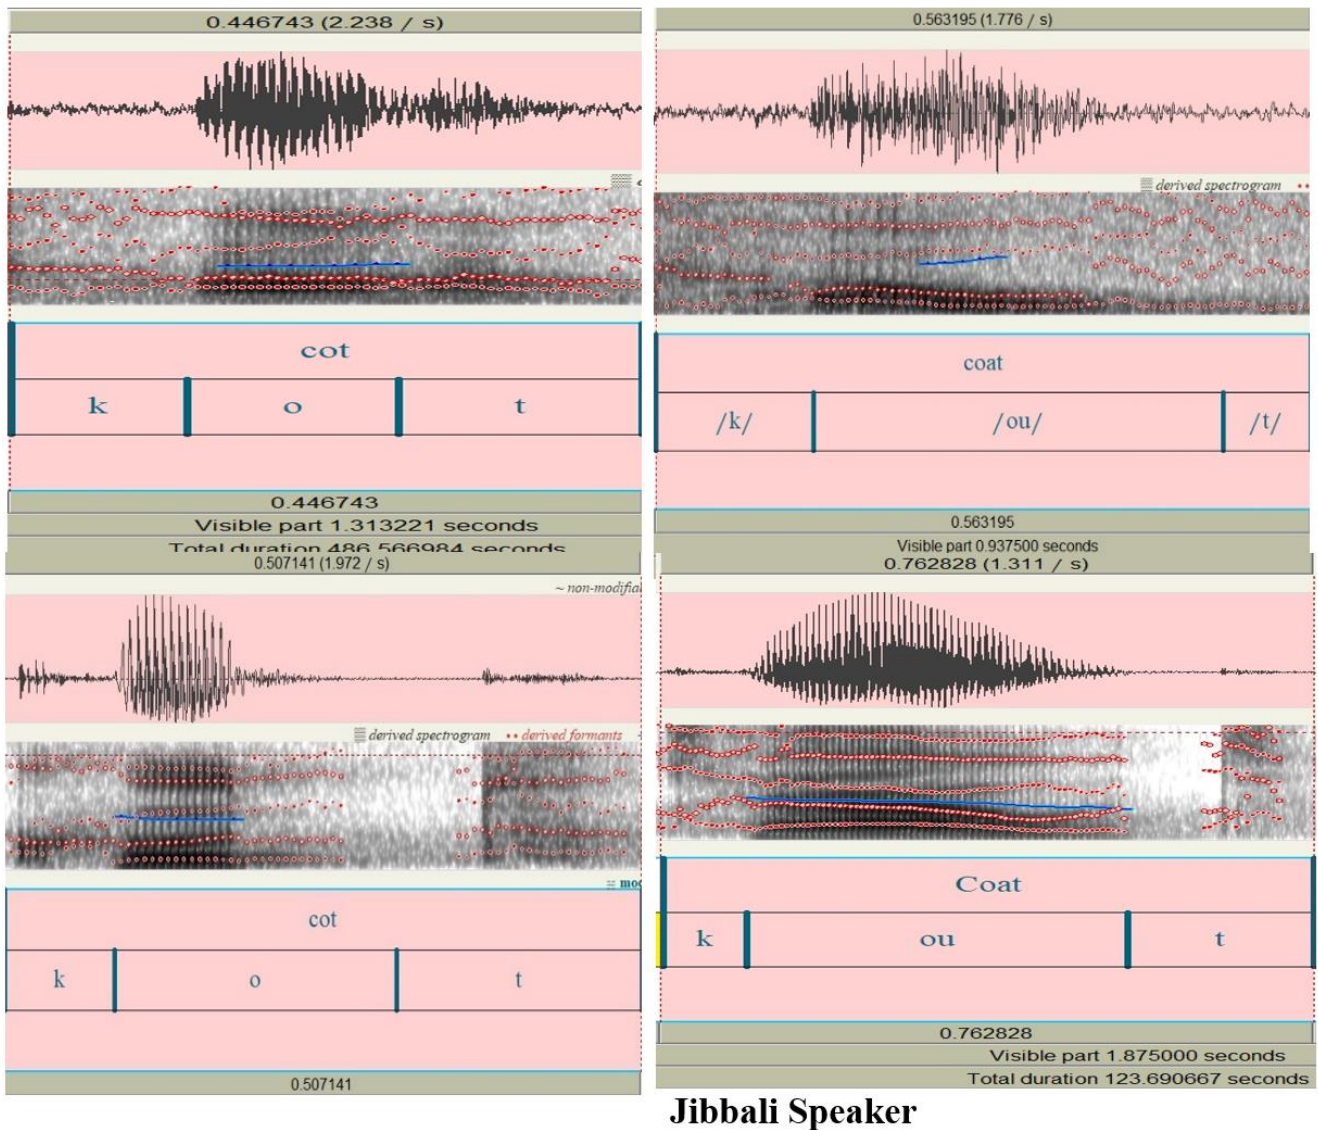 0.446743 (2.238 / s)
cot
k o t
0.446743
Visible part 1.313221 seconds
Total duration 486.566984 seconds
0.563195 (1.776 / s)
derived spectrogram
coat
/k/ /ou/ /t/
0.563195
Visible part 0.937500 seconds
0.507141 (1.972 / s)
~ non-modifia
derived spectrogram •• derived formants
mo
cot
k o t
0.507141
0.762828 (1.311 / s)
Coat
k ou t
0.762828
Visible part 1.875000 seconds
Total duration 123.690667 seconds
Jibbali Speaker